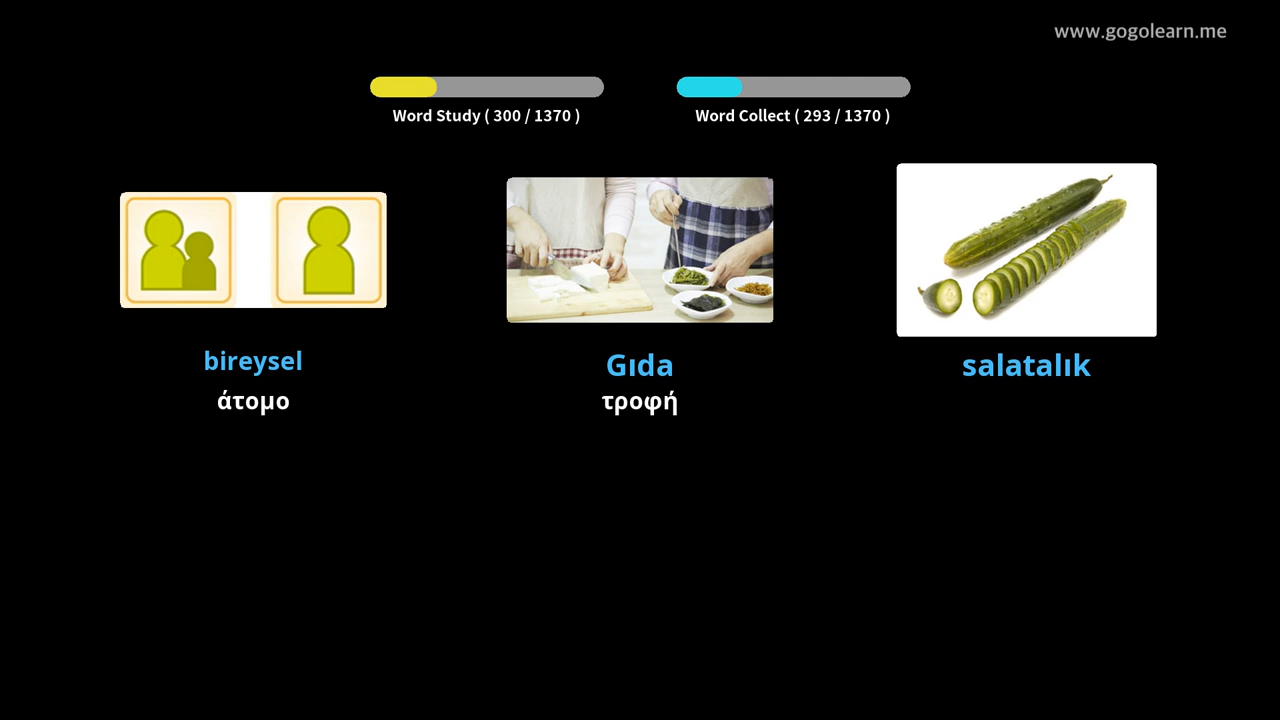 www.gogolearn.me
Word Study ( 300 / 1370 )
Word Collect ( 293 / 1370 )
bireysel
άτομο
Gıda
τροφή
salatalık